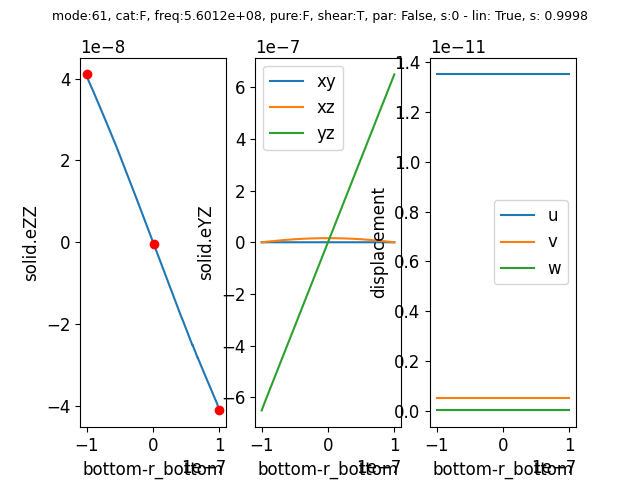 mode:61, cat:F, freq:5.6012e+08, pure:F, shear:T, par: False, s:0 - lin: True, s: 0.9998
1e−8
4
2
0
−2
−4
solid.eZZ
−1
0
1
1e−7
bottom-r_bottom
1e−7
6
4
2
0
−2
−4
−6
solid.eYZ
xy
xz
yz
−1
0
1
1e−7
bottom-r_bottom
1e−11
1.4
1.2
1.0
0.8
0.6
0.4
0.2
0.0
displacement
u
v
w
−1
0
1
1e−7
bottom-r_bottom